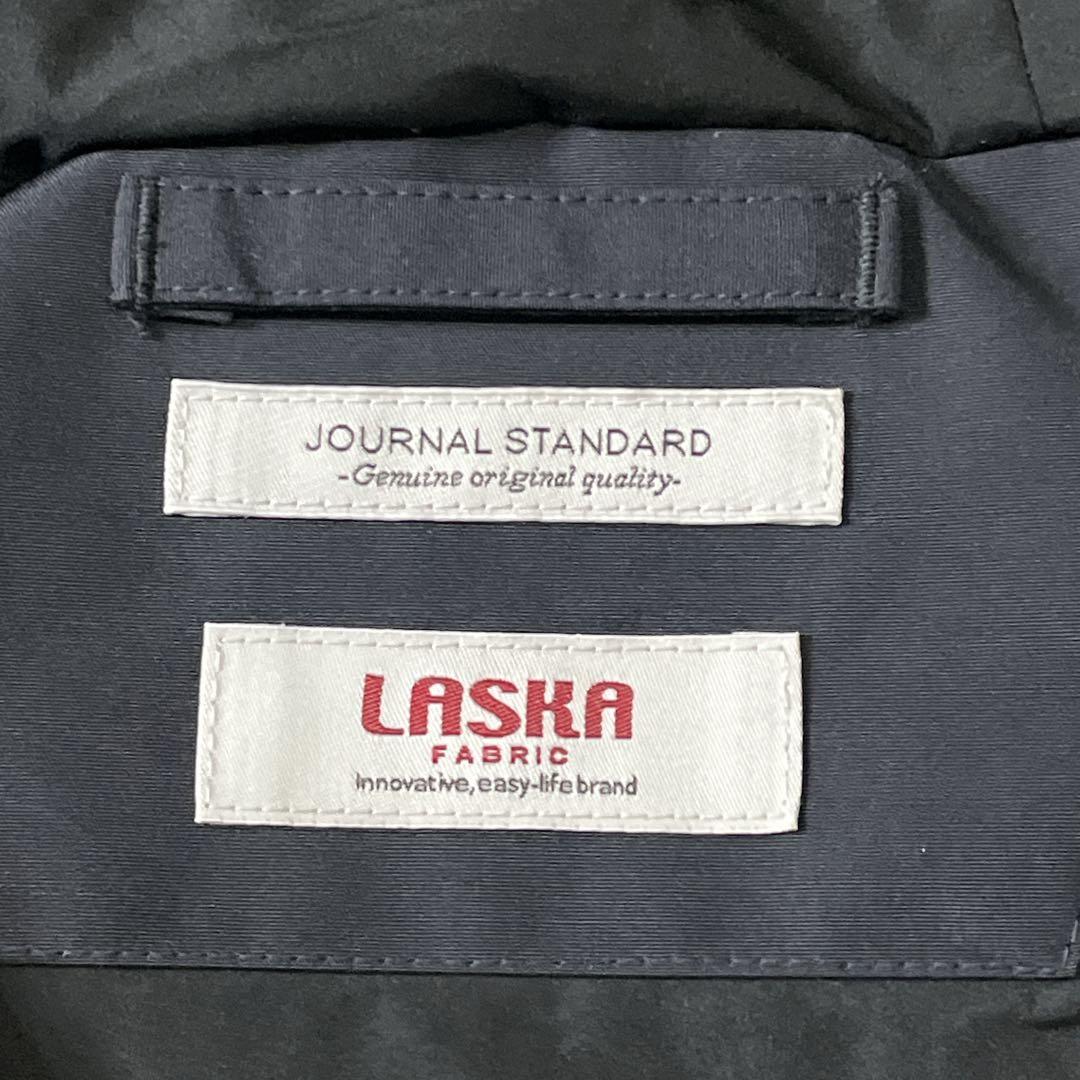 JOURNAL STANDARD
-Genuine original quality-
LASKA
FABRIC
Innovative, easy-life brand